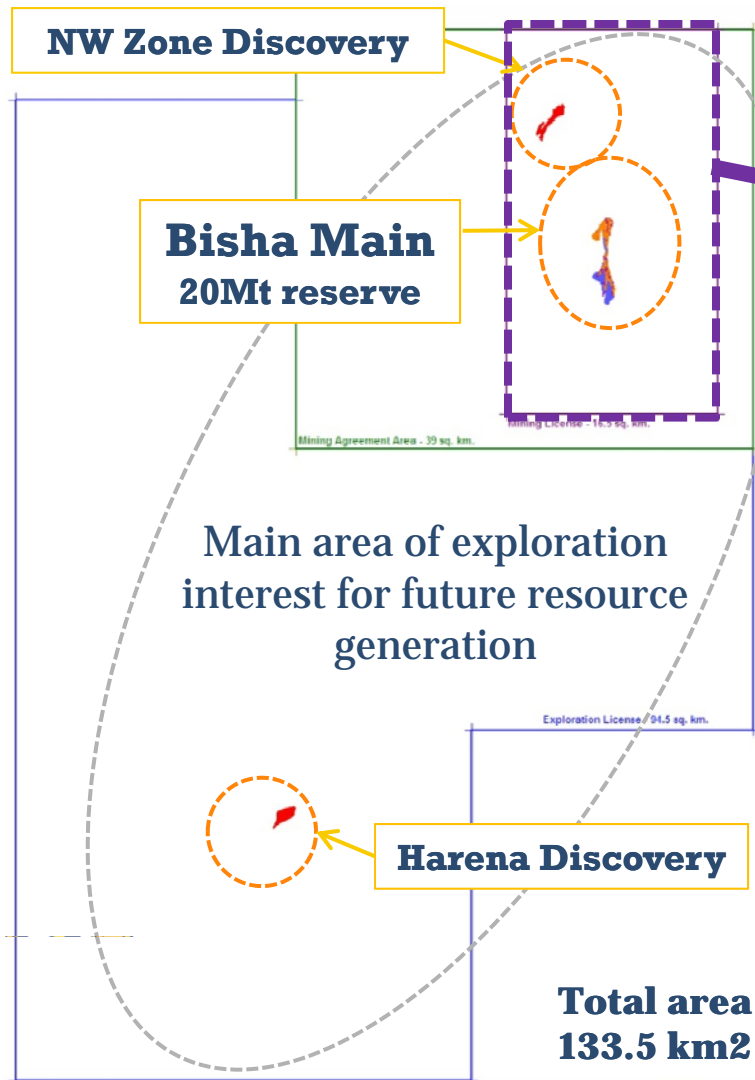 NW Zone Discovery
Bisha Main
20Mt reserve
Mining License - 16.5 sq. km.
Mining Agreement Area - 39 sq. km.
Main area of exploration
interest for future resource
generation
Exploration License - 94.5 sq. km.
Harena Discovery
Total area
133.5 km2